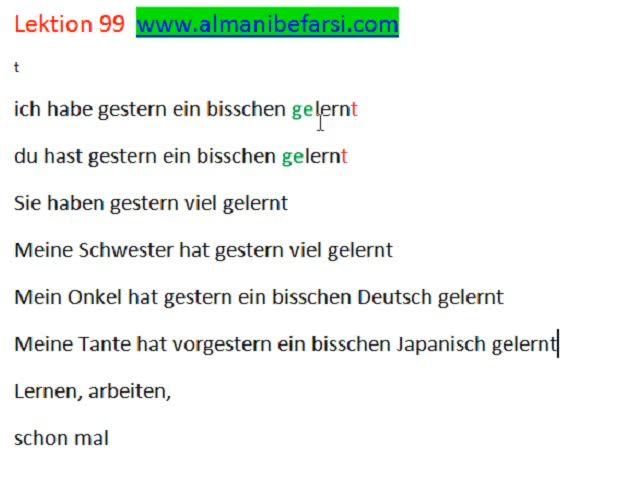 Lektion 99 www.almanibefarsi.com
t
ich habe gestern ein bisschen gelernt
du hast gestern ein bisschen gelernt
Sie haben gestern viel gelernt
Meine Schwester hat gestern viel gelernt
Mein Onkel hat gestern ein bisschen Deutsch gelernt
Meine Tante hat vorgestern ein bisschen Japanisch gelernt
Lernen, arbeiten,
schon mal